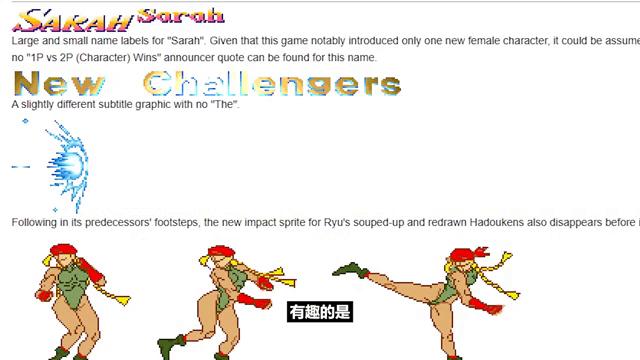 SARAH Sarah
Large and small name labels for "Sarah". Given that this game notably introduced only one new female character, it could be assume
no "1P vs 2P (Character) Wins" announcer quote can be found for this name.
New Challengers
A slightly different subtitle graphic with no "The".
Following in its predecessors' footsteps, the new impact sprite for Ryu's souped-up and redrawn Hadoukens also disappears before i
有趣的是